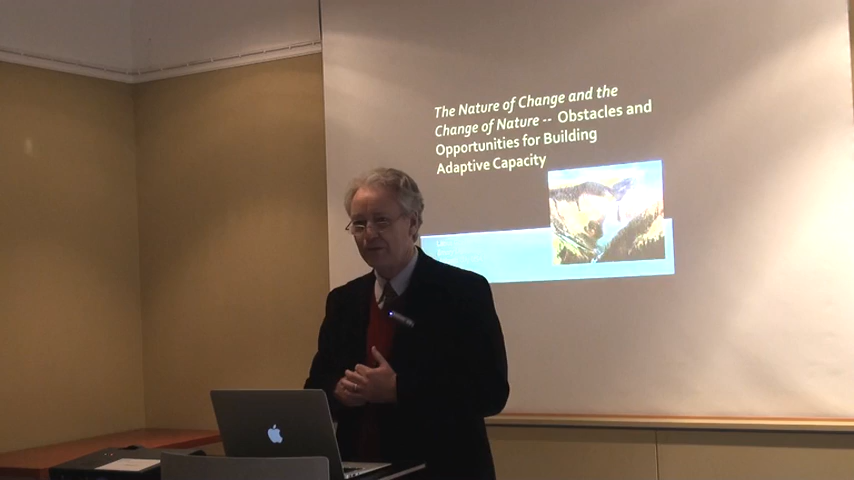 The Nature of Change and the
Change of Nature -- Obstacles and
Opportunities for Building
Adaptive Capacity